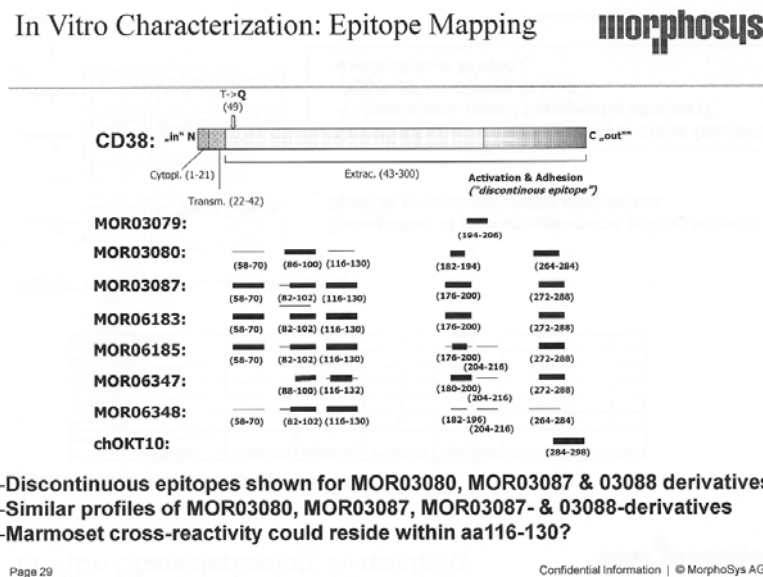 In Vitro Characterization: Epitope Mapping
morphosys
T->Q
(49)
CD38: „in" N
C „out""
Cytopl. (1-21)
Extrac. (43-300)
Activation & Adhesion
("discontinous epitope")
Transm. (22-42)
MOR03079:
(194-206)
MOR03080:
(58-70) (86-100) (116-130) (182-194) (264-284)
MOR03087:
(58-70) (82-102) (116-130) (176-200) (272-288)
MOR06183:
(58-70) (82-102) (116-130) (176-200) (272-288)
MOR06185:
(58-70) (82-102) (116-130) (176-200) (272-288)
(204-216)
MOR06347:
(88-100) (116-132) (180-200) (272-288)
(204-216)
MOR06348:
(58-70) (82-102) (116-130) (182-196) (264-284)
(204-216)
chOKT10:
(284-298)
-Discontinuous epitopes shown for MOR03080, MOR03087 & 03088 derivatives
-Similar profiles of MOR03080, MOR03087, MOR03087- & 03088-derivatives
-Marmoset cross-reactivity could reside within aa116-130?
Page 29
Confidential Information | © MorphoSys AG